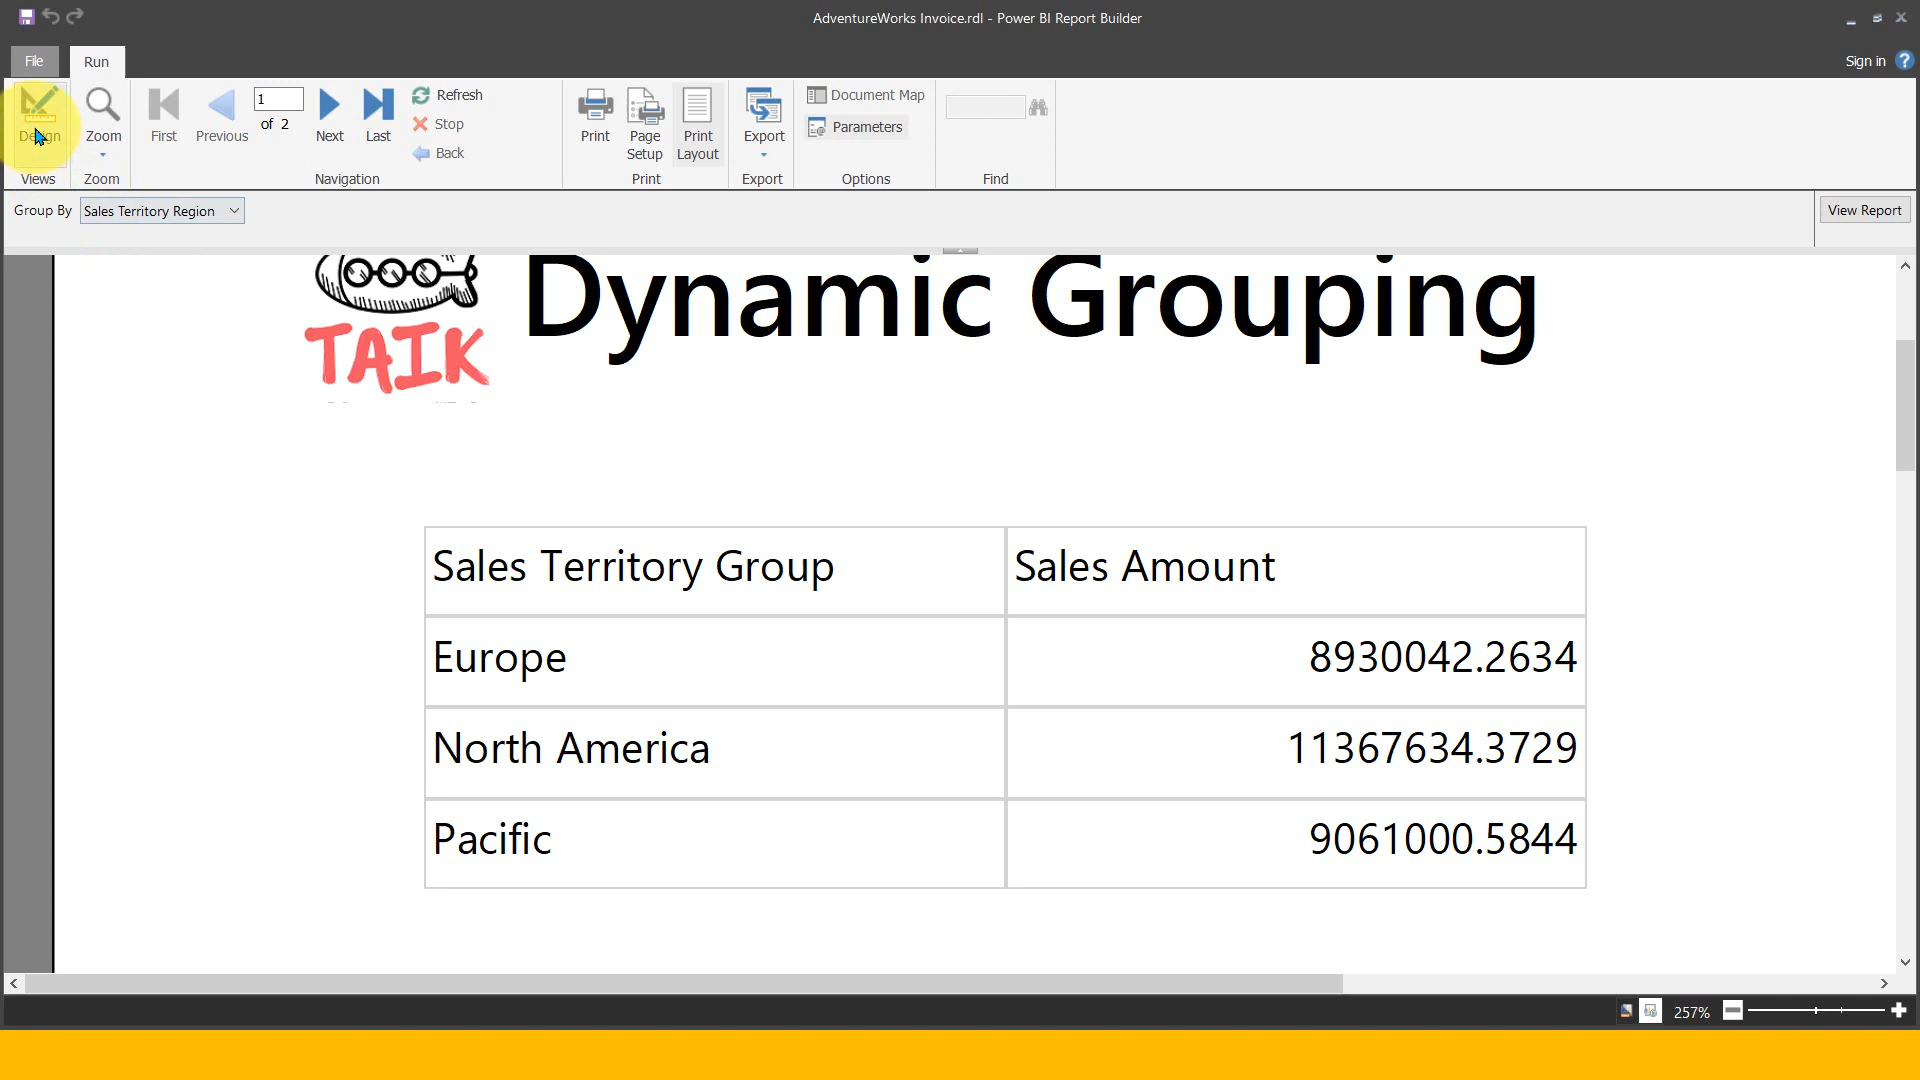 AdventureWorks Invoice.rdl - Power BI Report Builder
File
Run
Sign in
?
Design
Zoom
First
Previous
1
of 2
Next
Last
Refresh
Stop
Back
Print
Page
Setup
Print
Layout
Export
Document Map
Parameters
Views
Zoom
Navigation
Print
Export
Options
Find
Group By
Sales Territory Region
View Report
TAIK
Dynamic Grouping
Sales Territory Group
Sales Amount
Europe
8930042.2634
North America
11367634.3729
Pacific
9061000.5844
257%